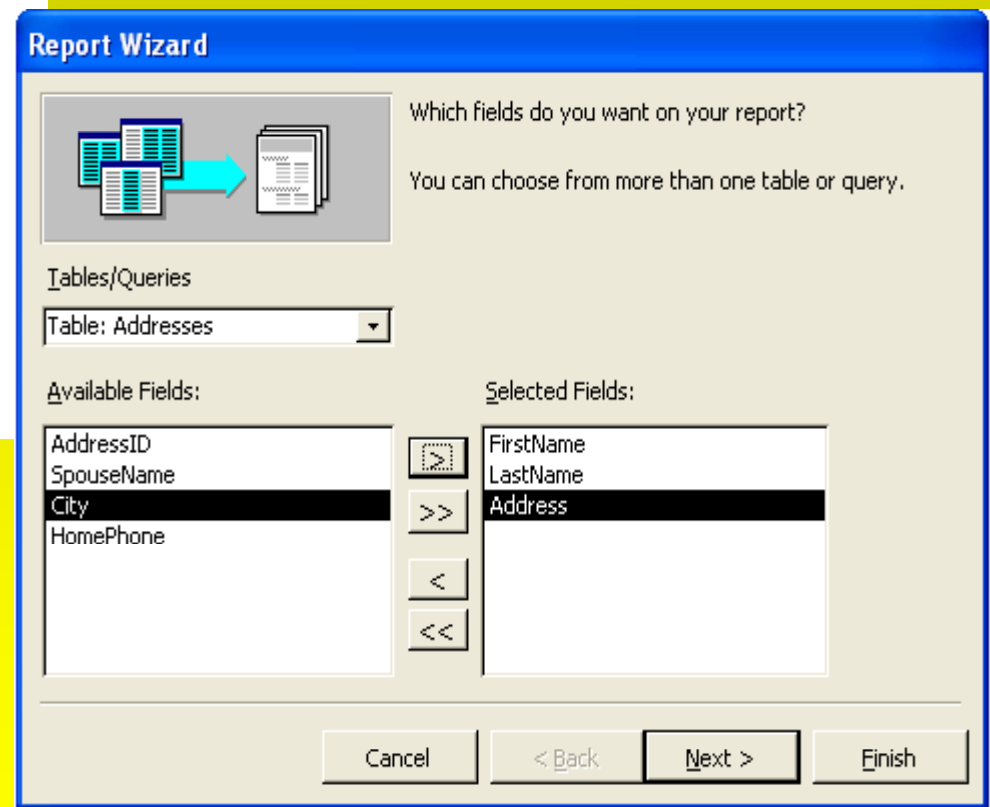 Report Wizard
Which fields do you want on your report?
You can choose from more than one table or query.
Tables/Queries
Table: Addresses
Available Fields:
Selected Fields:
AddressID
SpouseName
City
HomePhone
>
>>
<
<<
FirstName
LastName
Address
Cancel
< Back
Next >
Finish